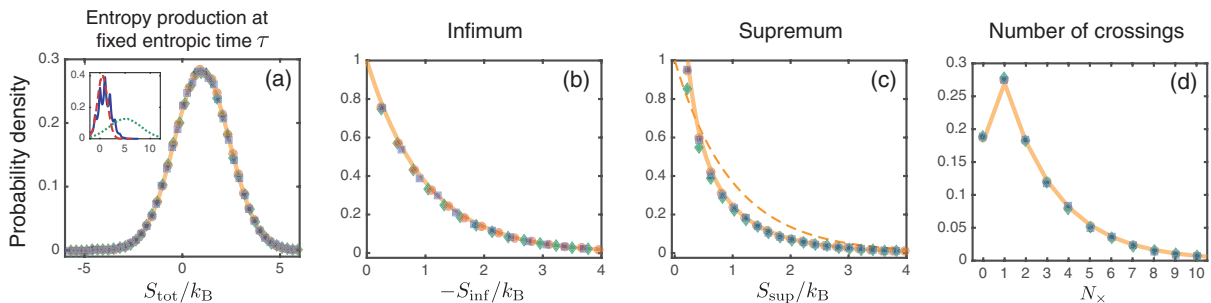 Entropy production at
fixed entropic time τ
Infimum
Supremum
Number of crossings
Probability density
(a)
0.3
0.2
0.1
0
0.4
0.2
0
0 5 10
-5 0 5
S_tot/k_B
(b)
1
0.8
0.6
0.4
0.2
0
0 1 2 3 4
−S_inf/k_B
(c)
1
0.8
0.6
0.4
0.2
0
0 1 2 3 4
S_sup/k_B
(d)
0.3
0.25
0.2
0.15
0.1
0.05
0
0 1 2 3 4 5 6 7 8 9 10
N_×